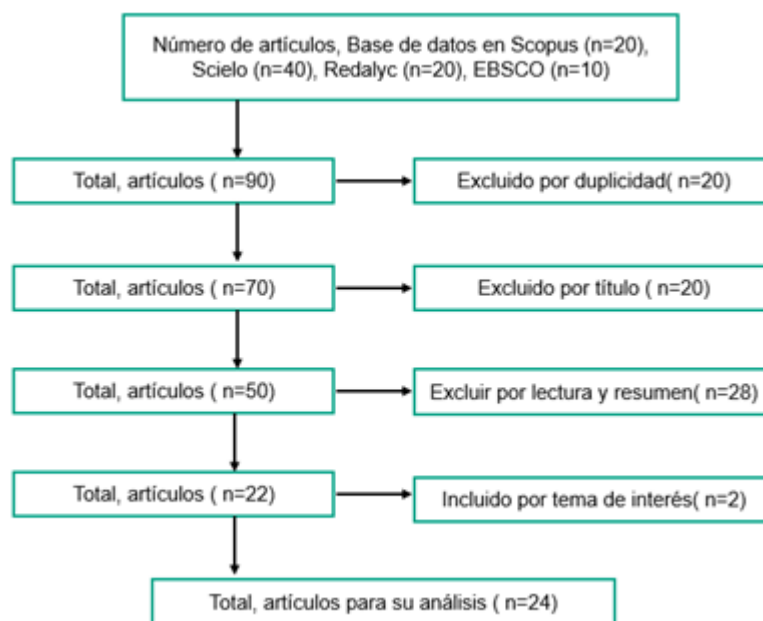 Número de artículos, Base de datos en Scopus (n=20),
Scielo (n=40), Redalyc (n=20), EBSCO (n=10)
Total, artículos ( n=90)
Excluido por duplicidad( n=20)
Total, artículos ( n=70)
Excluido por título ( n=20)
Total, artículos ( n=50)
Excluir por lectura y resumen( n=28)
Total, artículos ( n=22)
Incluido por tema de interés( n=2)
Total, artículos para su análisis ( n=24)